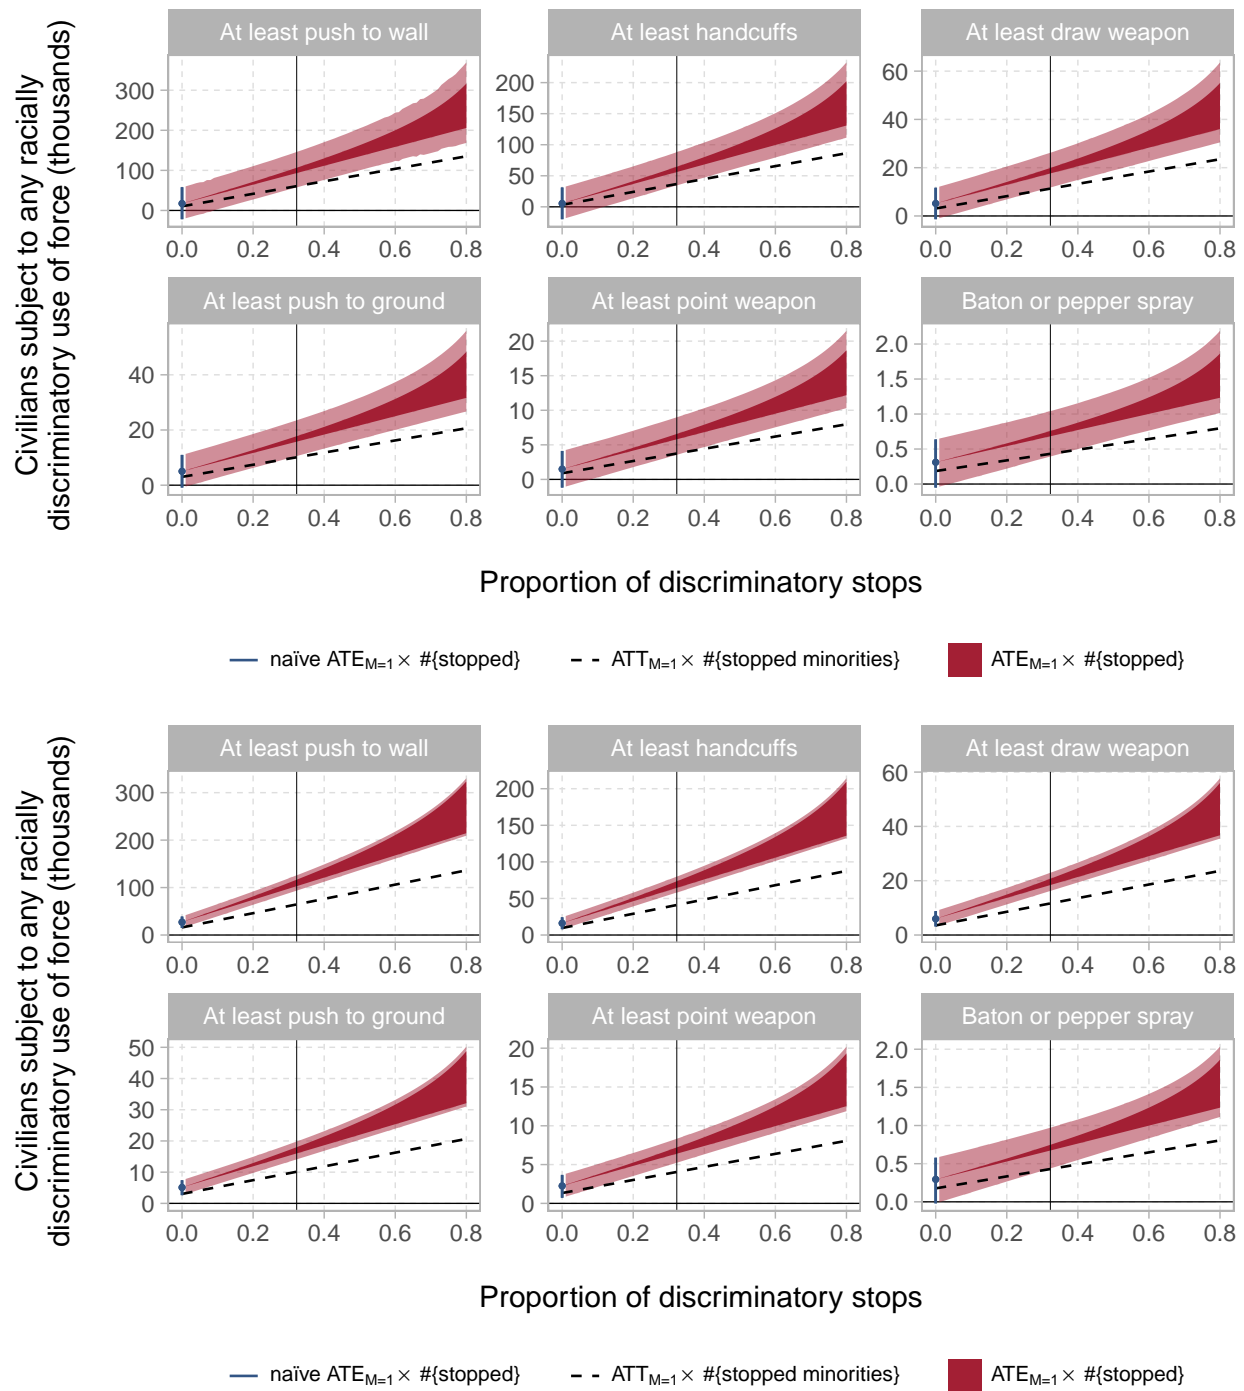 Civilians subject to any racially
discriminatory use of force (thousands)
At least push to wall
At least handcuffs
At least draw weapon
300
200
100
0
200
150
100
50
0
60
40
20
0
0.0 0.2 0.4 0.6 0.8
0.0 0.2 0.4 0.6 0.8
0.0 0.2 0.4 0.6 0.8
At least push to ground
At least point weapon
Baton or pepper spray
40
20
0
20
15
10
5
0
2.0
1.5
1.0
0.5
0.0
0.0 0.2 0.4 0.6 0.8
0.0 0.2 0.4 0.6 0.8
0.0 0.2 0.4 0.6 0.8
Proportion of discriminatory stops
naïve ATE_{M=1} × #{stopped}
ATT_{M=1} × #{stopped minorities}
ATE_{M=1} × #{stopped}
Civilians subject to any racially
discriminatory use of force (thousands)
At least push to wall
At least handcuffs
At least draw weapon
300
200
100
0
200
150
100
50
0
60
40
20
0
0.0 0.2 0.4 0.6 0.8
0.0 0.2 0.4 0.6 0.8
0.0 0.2 0.4 0.6 0.8
At least push to ground
At least point weapon
Baton or pepper spray
50
40
30
20
10
0
20
15
10
5
0
2.0
1.5
1.0
0.5
0.0
0.0 0.2 0.4 0.6 0.8
0.0 0.2 0.4 0.6 0.8
0.0 0.2 0.4 0.6 0.8
Proportion of discriminatory stops
naïve ATE_{M=1} × #{stopped}
ATT_{M=1} × #{stopped minorities}
ATE_{M=1} × #{stopped}